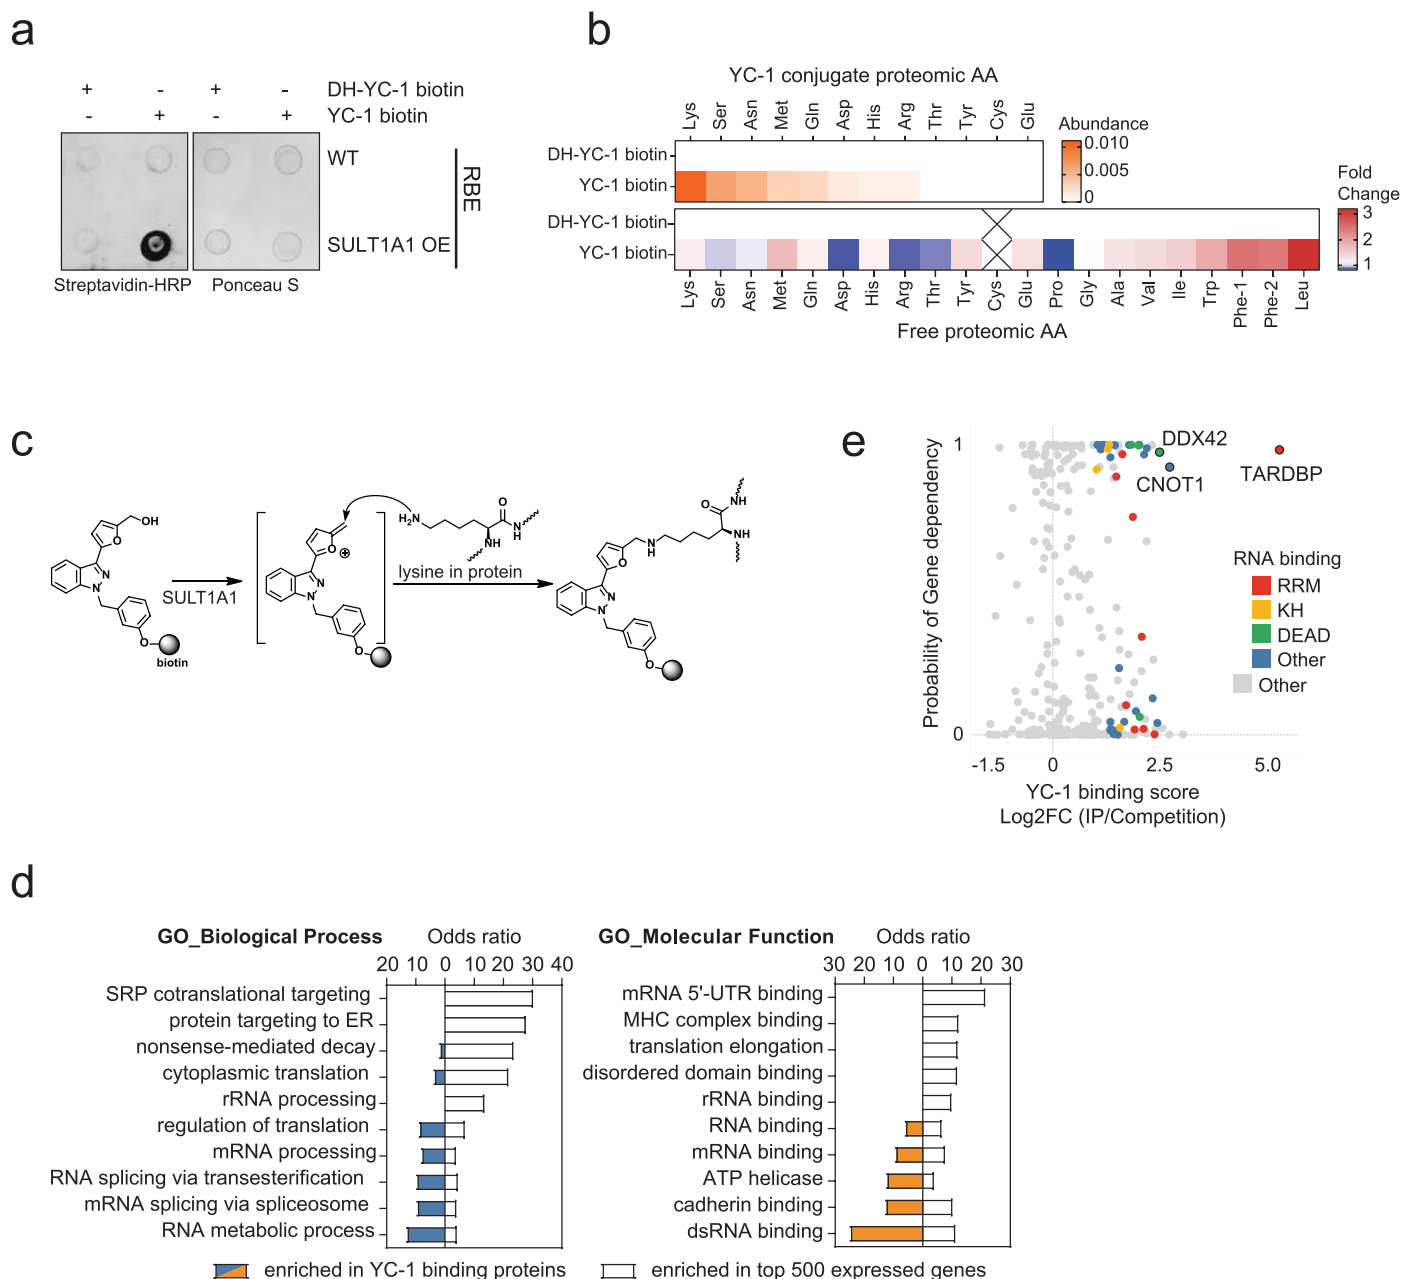 a
+ - + - DH-YC-1 biotin
- + - + YC-1 biotin
WT
SULT1A1 OE
RBE
Streptavidin-HRP Ponceau S
b
YC-1 conjugate proteomic AA
Lys Ser Asn Met Gln Asp His Arg Thr Tyr Cys Glu
Abundance
0.010
0.005
0
DH-YC-1 biotin
YC-1 biotin
DH-YC-1 biotin
YC-1 biotin
Fold
Change
3
2
1
Lys Ser Asn Met Gln Asp His Arg Thr Tyr Cys Glu Pro Gly Ala Val Ile Trp Phe-1 Phe-2 Leu
Free proteomic AA
c
OH
O
N
N
O
biotin
SULT1A1
O
⊕
N
N
O
H2N
O
N
H
NH
lysine in protein
NH
O
NH
N
H
O
N
N
O
e
Probability of Gene dependency
1
0
DDX42
CNOT1
TARDBP
RNA binding
RRM
KH
DEAD
Other
Other
-1.5 0 2.5 5.0
YC-1 binding score
Log2FC (IP/Competition)
d
GO_Biological Process Odds ratio
20 10 0 10 20 30 40
SRP cotranslational targeting
protein targeting to ER
nonsense-mediated decay
cytoplasmic translation
rRNA processing
regulation of translation
mRNA processing
RNA splicing via transesterification
mRNA splicing via spliceosome
RNA metabolic process
GO_Molecular Function Odds ratio
30 20 10 0 10 20 30
mRNA 5'-UTR binding
MHC complex binding
translation elongation
disordered domain binding
rRNA binding
RNA binding
mRNA binding
ATP helicase
cadherin binding
dsRNA binding
enriched in YC-1 binding proteins
enriched in top 500 expressed genes